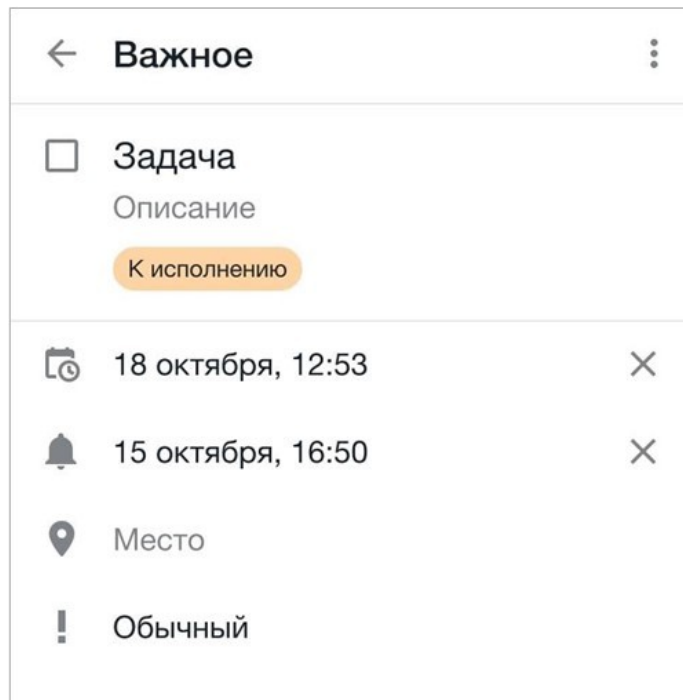 Важное
Задача
Описание
К исполнению
18 октября, 12:53
15 октября, 16:50
Место
Обычный